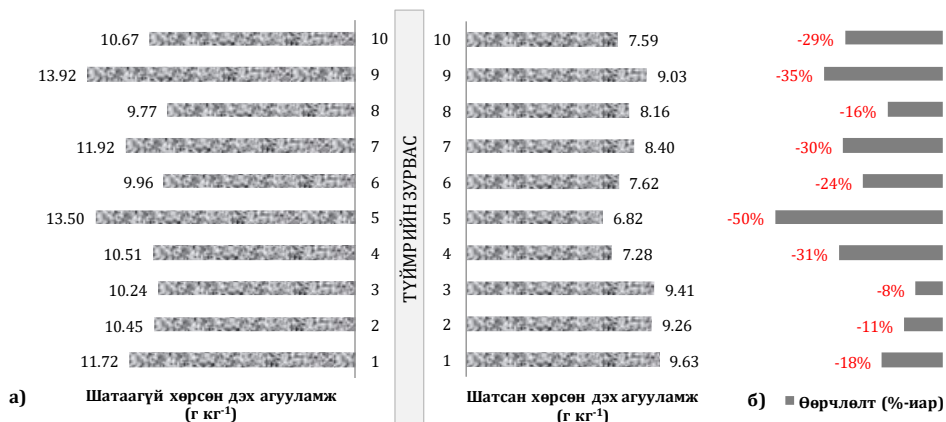 10.67 10 10 7.59 -29%
13.92 9 9 9.03 -35%
9.77 8 8 8.16 -16%
11.92 7 7 8.40 -30%
9.96 6 6 7.62 -24%
13.50 5 5 6.82 -50%
10.51 4 4 7.28 -31%
10.24 3 3 9.41 -8%
10.45 2 2 9.26 -11%
11.72 1 1 9.63 -18%
ТҮЙМРИЙН ЗУРВАС
а) Шатаагүй хөрсөн дэх агууламж
(г кг⁻¹)
Шатсан хөрсөн дэх агууламж
(г кг⁻¹)
б) Өөрчлөлт (%-иар)